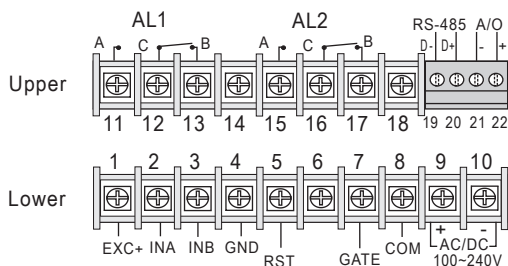 AL1 AL2 RS-485 A/O
A C B A C B D- D+ - +
Upper
11 12 13 14 15 16 17 18 19 20 21 22
1 2 3 4 5 6 7 8 9 10
Lower
+ -
EXC+ INA INB GND RST GATE COM AC/DC
100~240V